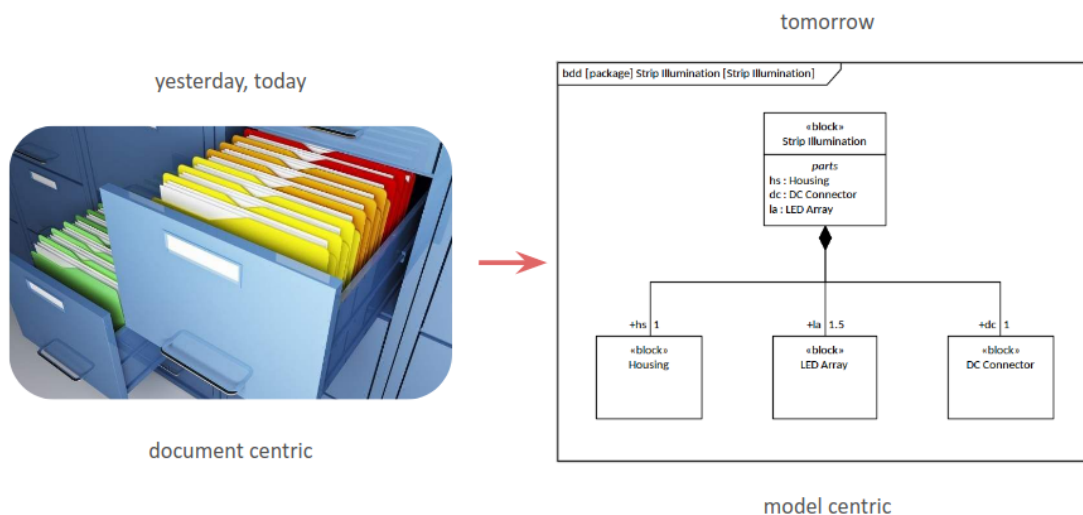 yesterday, today
document centric
tomorrow
bdd [package] Strip Illumination [Strip Illumination]
«block»
Strip Illumination
parts
hs : Housing
dc : DC Connector
la : LED Array
+hs 1
+la 1.5
+dc 1
«block»
Housing
«block»
LED Array
«block»
DC Connector
model centric